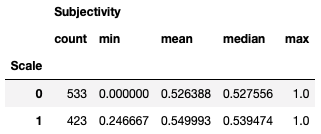 Subjectivity
count min mean median max
Scale
0 533 0.000000 0.526388 0.527556 1.0
1 423 0.246667 0.549993 0.539474 1.0